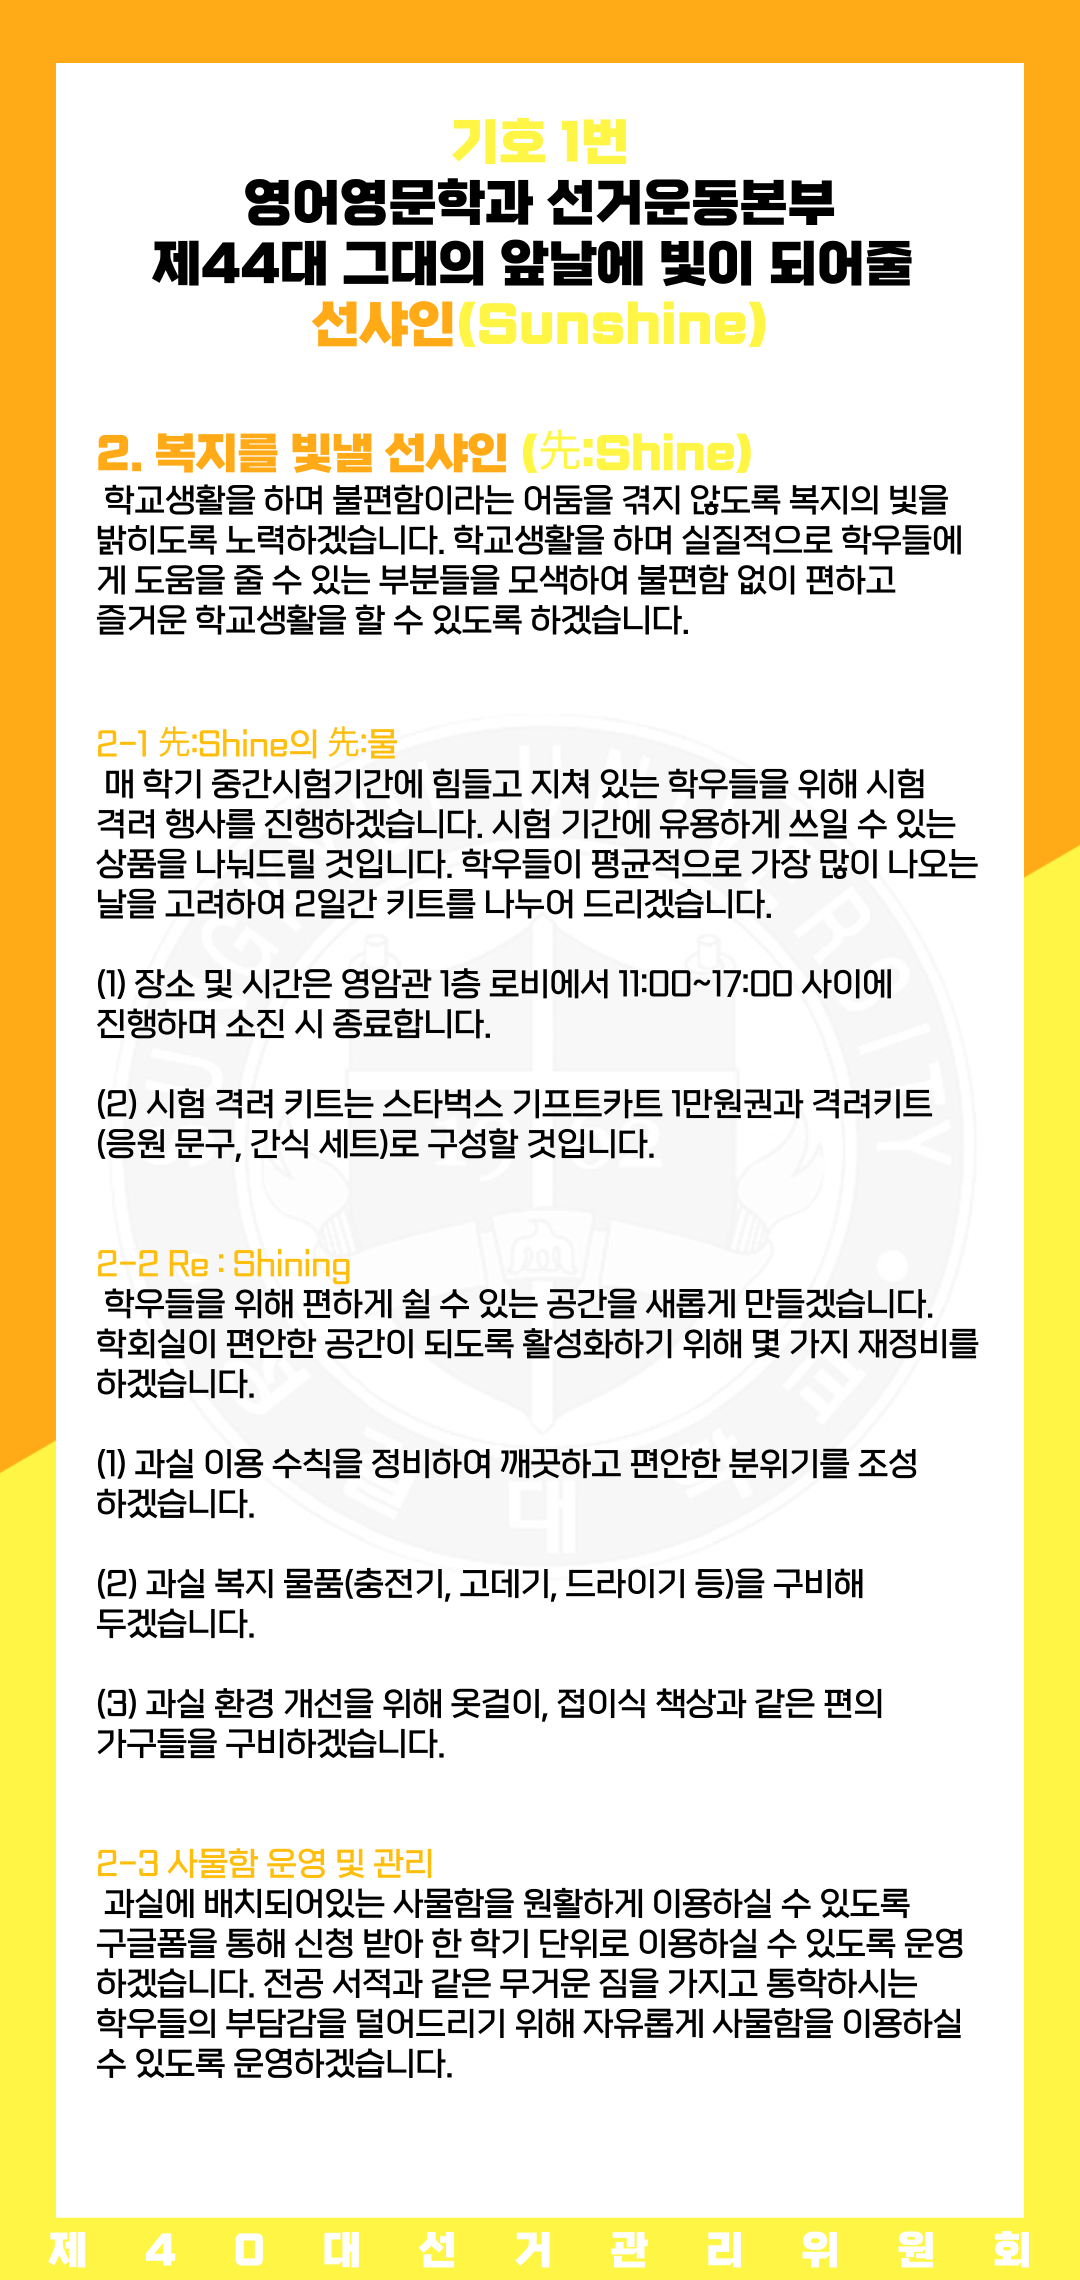 기호 1번
영어영문학과 선거운동본부
제44대 그대의 앞날에 빛이 되어줄
선샤인(Sunshine)
2. 복지를 빛낼 선샤인 (先:Shine)
학교생활을 하며 불편함이라는 어둠을 겪지 않도록 복지의 빛을
밝히도록 노력하겠습니다. 학교생활을 하며 실질적으로 학우들에
게 도움을 줄 수 있는 부분들을 모색하여 불편함 없이 편하고
즐거운 학교생활을 할 수 있도록 하겠습니다.
2-1 先:Shine의 先:물
매 학기 중간시험기간에 힘들고 지쳐 있는 학우들을 위해 시험
격려 행사를 진행하겠습니다. 시험 기간에 유용하게 쓰일 수 있는
상품을 나눠드릴 것입니다. 학우들이 평균적으로 가장 많이 나오는
날을 고려하여 2일간 키트를 나누어 드리겠습니다.
(1) 장소 및 시간은 영암관 1층 로비에서 11:00~17:00 사이에
진행하며 소진 시 종료합니다.
(2) 시험 격려 키트는 스타벅스 기프트카트 1만원권과 격려키트
(응원 문구, 간식 세트)로 구성할 것입니다.
2-2 Re : Shining
학우들을 위해 편하게 쉴 수 있는 공간을 새롭게 만들겠습니다.
학회실이 편안한 공간이 되도록 활성화하기 위해 몇 가지 재정비를
하겠습니다.
(1) 과실 이용 수칙을 정비하여 깨끗하고 편안한 분위기를 조성
하겠습니다.
(2) 과실 복지 물품(충전기, 고데기, 드라이기 등)을 구비해
두겠습니다.
(3) 과실 환경 개선을 위해 옷걸이, 접이식 책상과 같은 편의
가구들을 구비하겠습니다.
2-3 사물함 운영 및 관리
과실에 배치되어있는 사물함을 원활하게 이용하실 수 있도록
구글폼을 통해 신청 받아 한 학기 단위로 이용하실 수 있도록 운영
하겠습니다. 전공 서적과 같은 무거운 짐을 가지고 통학하시는
학우들의 부담감을 덜어드리기 위해 자유롭게 사물함을 이용하실
수 있도록 운영하겠습니다.
제40대선거관리위원회